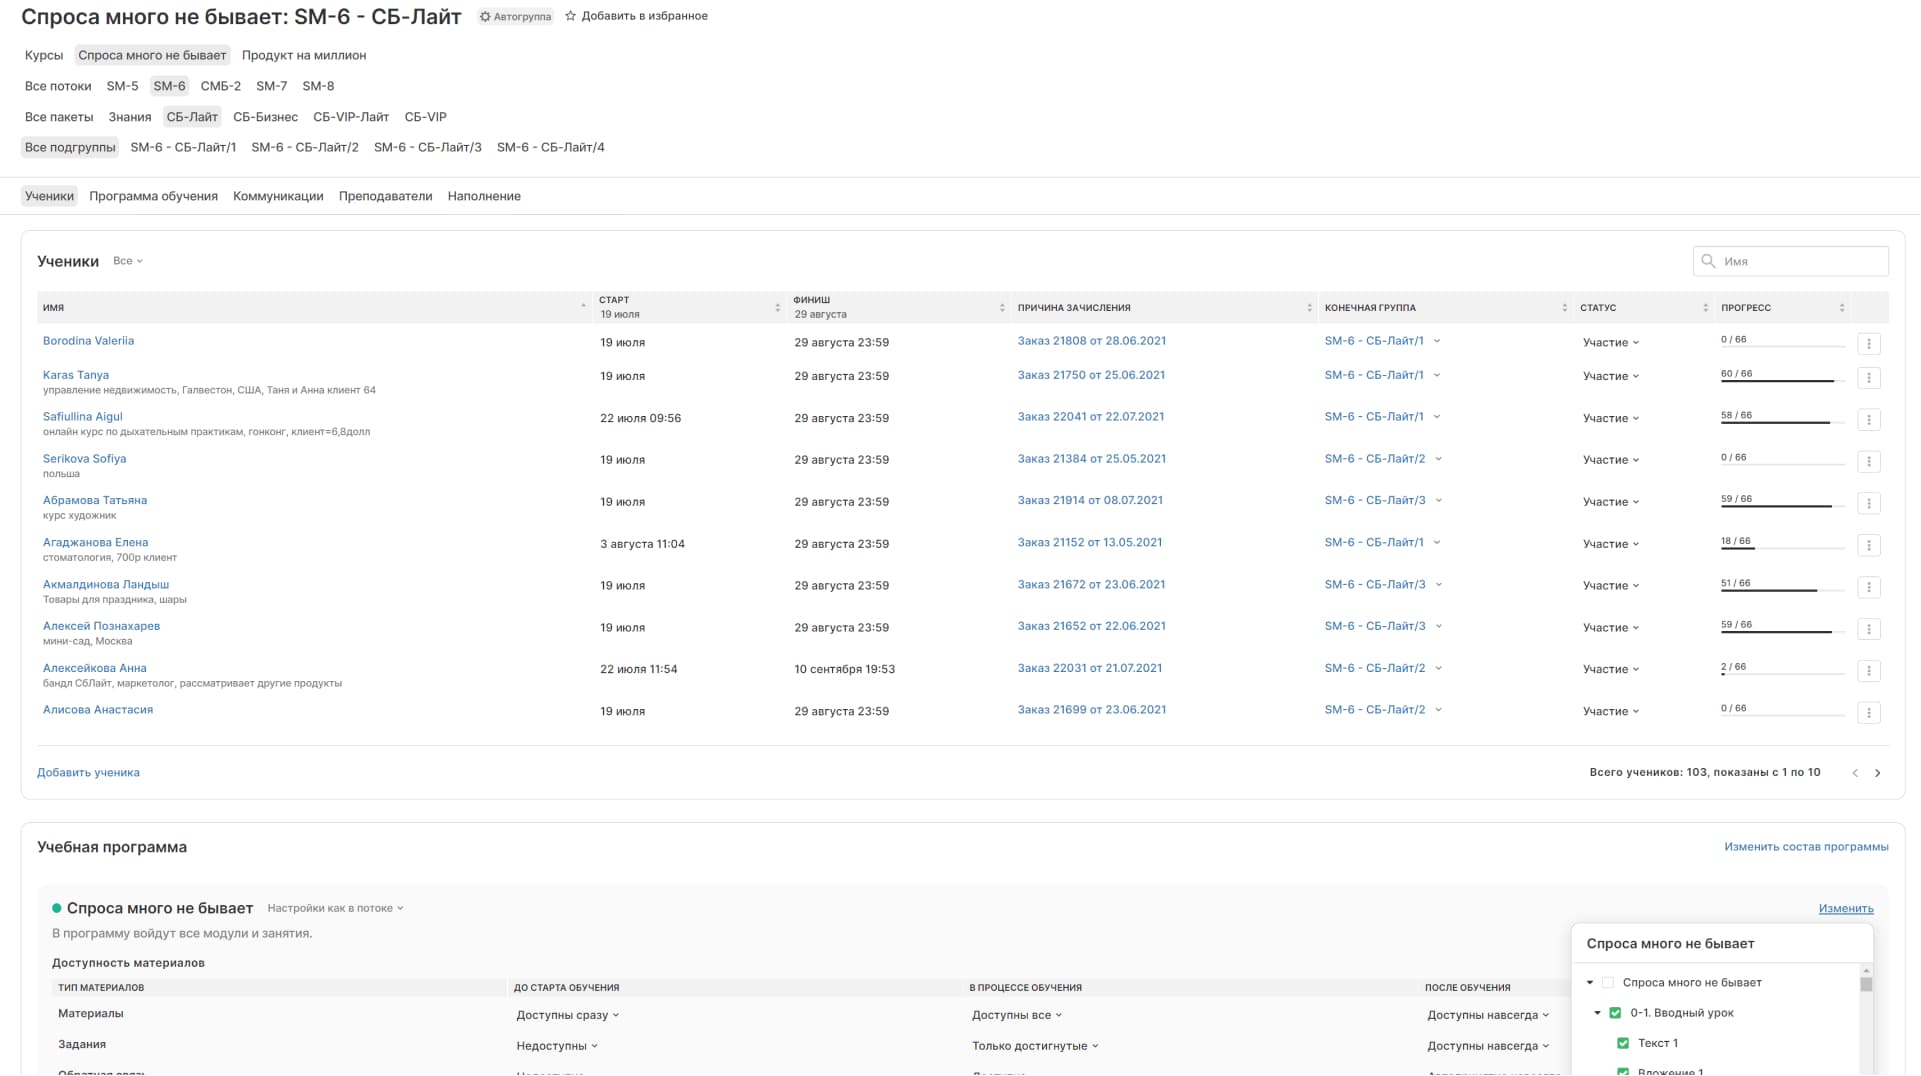 Спроса много не бывает: SM-6 - СБ-Лайт Автогруппа Добавить в избранное
Курсы Спроса много не бывает Продукт на миллион
Все потоки SM-5 SM-6 СМБ-2 SM-7 SM-8
Все пакеты Знания СБ-Лайт СБ-Бизнес СБ-VIP-Лайт СБ-VIP
Все подгруппы SM-6 - СБ-Лайт/1 SM-6 - СБ-Лайт/2 SM-6 - СБ-Лайт/3 SM-6 - СБ-Лайт/4
Ученики Программа обучения Коммуникации Преподаватели Наполнение
Ученики Все Имя
ИМЯ СТАРТ 19 июля ФИНИШ 29 августа ПРИЧИНА ЗАЧИСЛЕНИЯ КОНЕЧНАЯ ГРУППА СТАТУС ПРОГРЕСС
Borodina Valeriia 19 июля 29 августа 23:59 Заказ 21808 от 28.06.2021 SM-6 - СБ-Лайт/1 Участие 0 / 66
Karas Tanya 19 июля 29 августа 23:59 Заказ 21750 от 25.06.2021 SM-6 - СБ-Лайт/1 Участие 60 / 66
управление недвижимость, Галвестон, США, Таня и Анна клиент 64
Safiullina Aigul 22 июля 09:56 29 августа 23:59 Заказ 22041 от 22.07.2021 SM-6 - СБ-Лайт/1 Участие 58 / 66
онлайн курс по дыхательным практикам, гонконг, клиент=6,8долл
Serikova Sofiya 19 июля 29 августа 23:59 Заказ 21384 от 25.05.2021 SM-6 - СБ-Лайт/2 Участие 0 / 66
польша
Абрамова Татьяна 19 июля 29 августа 23:59 Заказ 21914 от 08.07.2021 SM-6 - СБ-Лайт/3 Участие 59 / 66
курс художник
Агаджанова Елена 3 августа 11:04 29 августа 23:59 Заказ 21152 от 13.05.2021 SM-6 - СБ-Лайт/1 Участие 18 / 66
стоматология, 700р клиент
Акмалдинова Ландыш 19 июля 29 августа 23:59 Заказ 21672 от 23.06.2021 SM-6 - СБ-Лайт/3 Участие 51 / 66
Товары для праздника, шары
Алексей Познахарев 19 июля 29 августа 23:59 Заказ 21652 от 22.06.2021 SM-6 - СБ-Лайт/3 Участие 59 / 66
мини-сад, Москва
Алексейкова Анна 22 июля 11:54 10 сентября 19:53 Заказ 22031 от 21.07.2021 SM-6 - СБ-Лайт/2 Участие 2 / 66
бандл СбЛайт, маркетолог, рассматривает другие продукты
Алисова Анастасия 19 июля 29 августа 23:59 Заказ 21699 от 23.06.2021 SM-6 - СБ-Лайт/2 Участие 0 / 66
Добавить ученика Всего учеников: 103, показаны с 1 по 10
Учебная программа Изменить состав программы
Спроса много не бывает Настройки как в потоке Изменить
В программу войдут все модули и занятия.
Спроса много не бывает
Доступность материалов
Спроса много не бывает
ТИП МАТЕРИАЛОВ ДО СТАРТА ОБУЧЕНИЯ В ПРОЦЕССЕ ОБУЧЕНИЯ ПОСЛЕ ОБУЧЕНИЯ
Материалы Доступны сразу Доступны все Доступны навсегда 0-1. Вводный урок
Задания Недоступны Только достигнутые Доступны навсегда Текст 1
Обратная связь Вложение 1